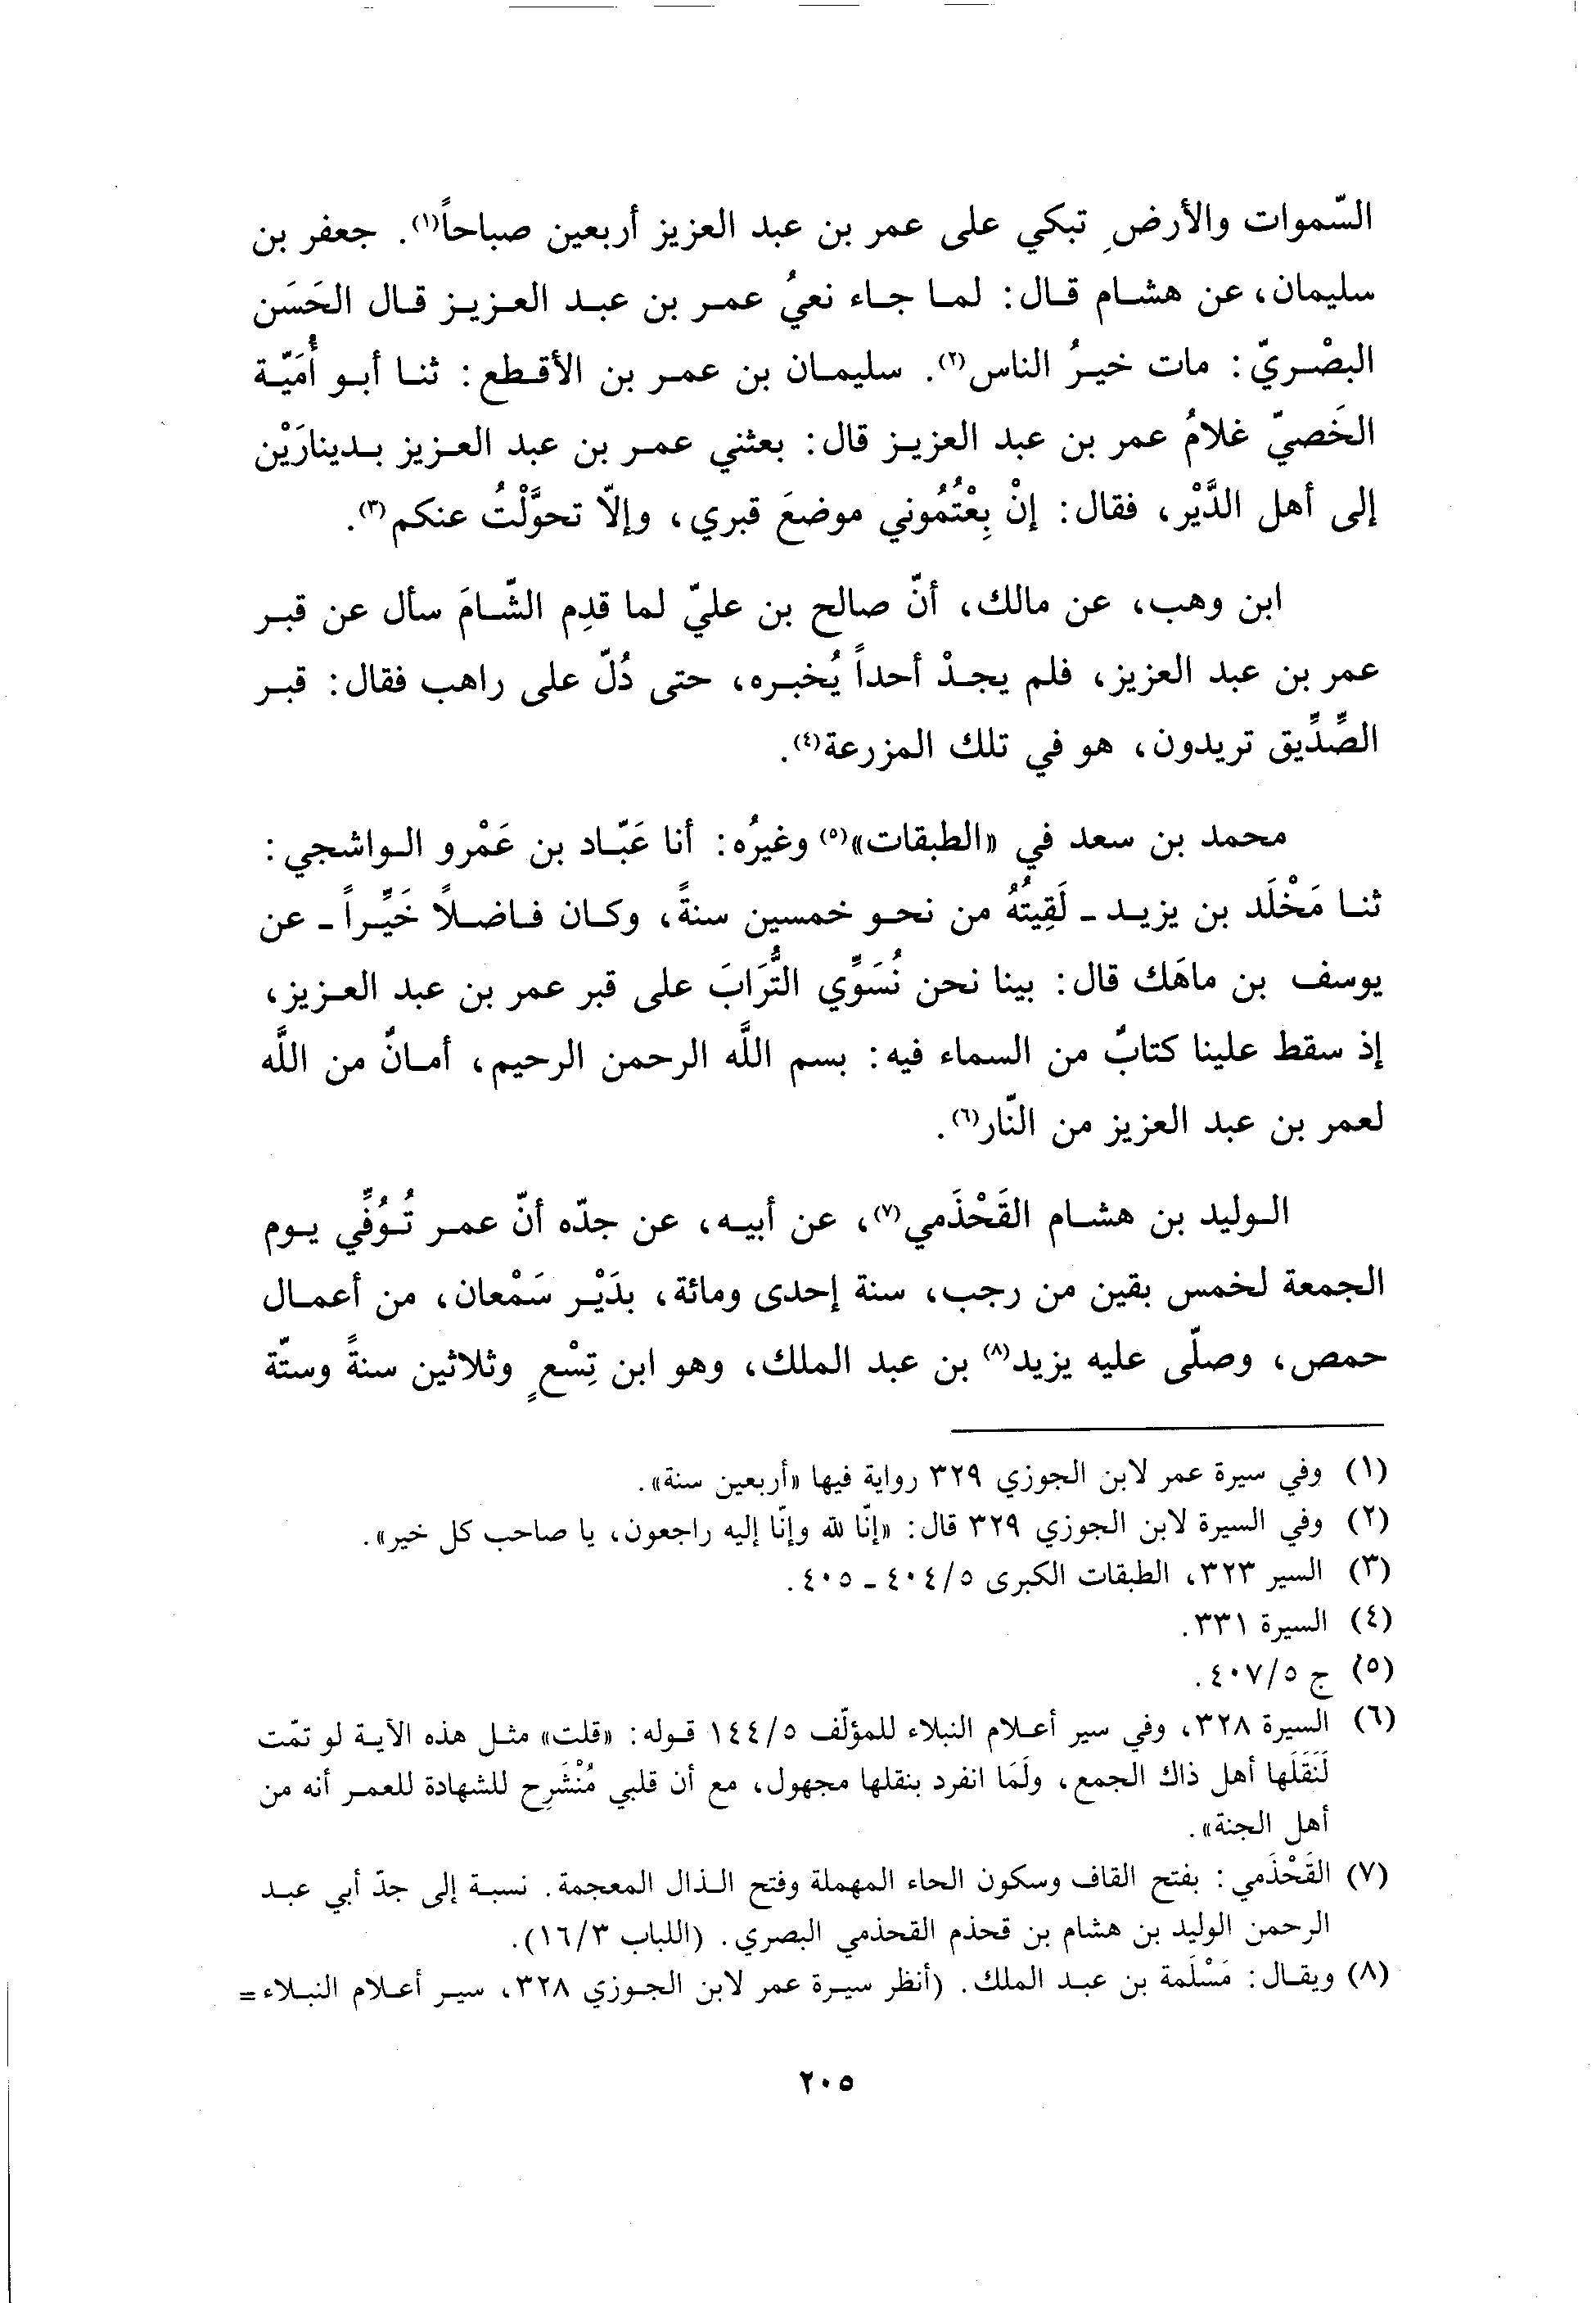 السّموات والأرضِ تبكي على عمر بن عبد العزيز أربعين صباحاً(١). جعفر بن
سليمان، عن هشام قال: لما جاء نعيُ عمر بن عبد العزيز قال الحَسَن
البصْريّ: مات خيرُ الناس(٢). سليمان بن عمر بن الأقطع: ثنا أبو أُمَيّة
الخَصيّ غلامُ عمر بن عبد العزيز قال: بعثني عمر بن عبد العزيز بدينارَيْن
إلى أهل الدَّيْر، فقال: إنْ بِعْتُمُوني موضعَ قبري، وإلاّ تحوَّلْتُ عنكم(٣).
ابن وهب، عن مالك، أنّ صالح بن عليّ لما قدِم الشّامَ سأل عن قبر
عمر بن عبد العزيز، فلم يجدْ أحداً يُخبره، حتى دُلّ على راهب فقال: قبر
الصِّدِّيق تريدون، هو في تلك المزرعة(٤).
محمد بن سعد في «الطبقات»(٥) وغيرُه: أنا عَبّاد بن عَمْرو الواشجي:
ثنا مَخْلَد بن يزيد ـ لَقِيتُهُ من نحو خمسين سنةً، وكان فاضلاً خَيِّراً ـ عن
يوسف بن ماهَك قال: بينا نحن نُسَوِّي التُّرَابَ على قبر عمر بن عبد العزيز،
إذ سقط علينا كتابٌ من السماء فيه: بسم اللَّه الرحمن الرحيم، أمانٌ من اللَّه
لعمر بن عبد العزيز من النّار(٦).
الوليد بن هشام القَحْذَمي(٧)، عن أبيه، عن جدّه أنّ عمر تُوُفِّي يوم
الجمعة لخمس بقين من رجب، سنة إحدى ومائة، بدَيْر سَمْعان، من أعمال
حمص، وصلّى عليه يزيد(٨) بن عبد الملك، وهو ابن تِسْعٍ وثلاثين سنةً وستّة
(١) وفي سيرة عمر لابن الجوزي ٣٢٩ رواية فيها «أربعين سنة».
(٢) وفي السيرة لابن الجوزي ٣٢٩ قال: «إنّا لله وإنّا إليه راجعون، يا صاحب كل خير».
(٣) السير ٣٢٣، الطبقات الكبرى ٤٠٤/٥ ـ ٤٠٥.
(٤) السيرة ٣٣١.
(٥) ج ٤٠٧/٥.
(٦) السيرة ٣٢٨، وفي سير أعلام النبلاء للمؤلّف ١٤٤/٥ قوله: «قلت» مثل هذه الآية لو تمّت
لَنَقَلَها أهل ذاك الجمع، ولَمَا انفرد بنقلها مجهول، مع أن قلبي مُنْشَرِح للشهادة للعمر أنه من
أهل الجنة».
(٧) القَحْذَمي: بفتح القاف وسكون الحاء المهملة وفتح الذال المعجمة. نسبة إلى جدّ أبي عبد
الرحمن الوليد بن هشام بن قحذم القحذمي البصري. (اللباب ١٦/٣).
(٨) ويقال: مَسْلَمة بن عبد الملك. (أنظر سيرة عمر لابن الجوزي ٣٢٨، سير أعلام النبلاء=
٢٠٥